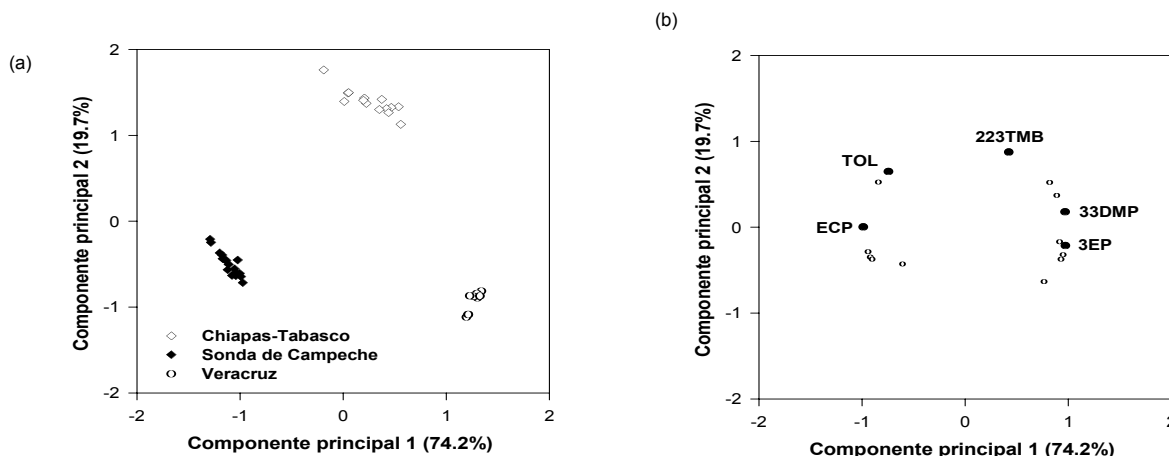 (a)
Componente principal 2 (19.7%)
2
1
0
-1
-2
Chiapas-Tabasco
Sonda de Campeche
Veracruz
-2
-1
0
1
2
Componente principal 1 (74.2%)
(b)
Componente principal 2 (19.7%)
2
1
0
-1
-2
223TMB
TOL
33DMP
ECP
3EP
-2
-1
0
1
2
Componente principal 1 (74.2%)